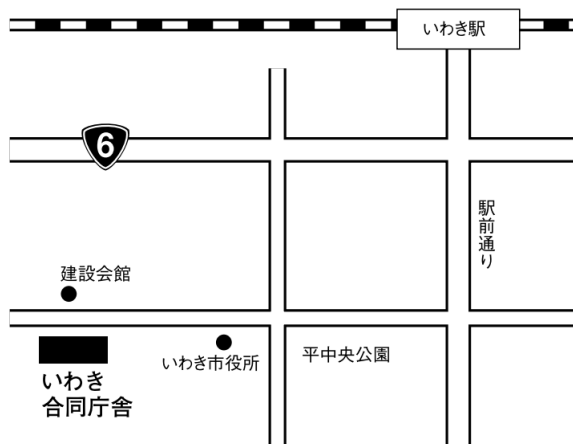 いわき駅
6
駅前通り
建設会館
いわき市役所
平中央公園
いわき
合同庁舎